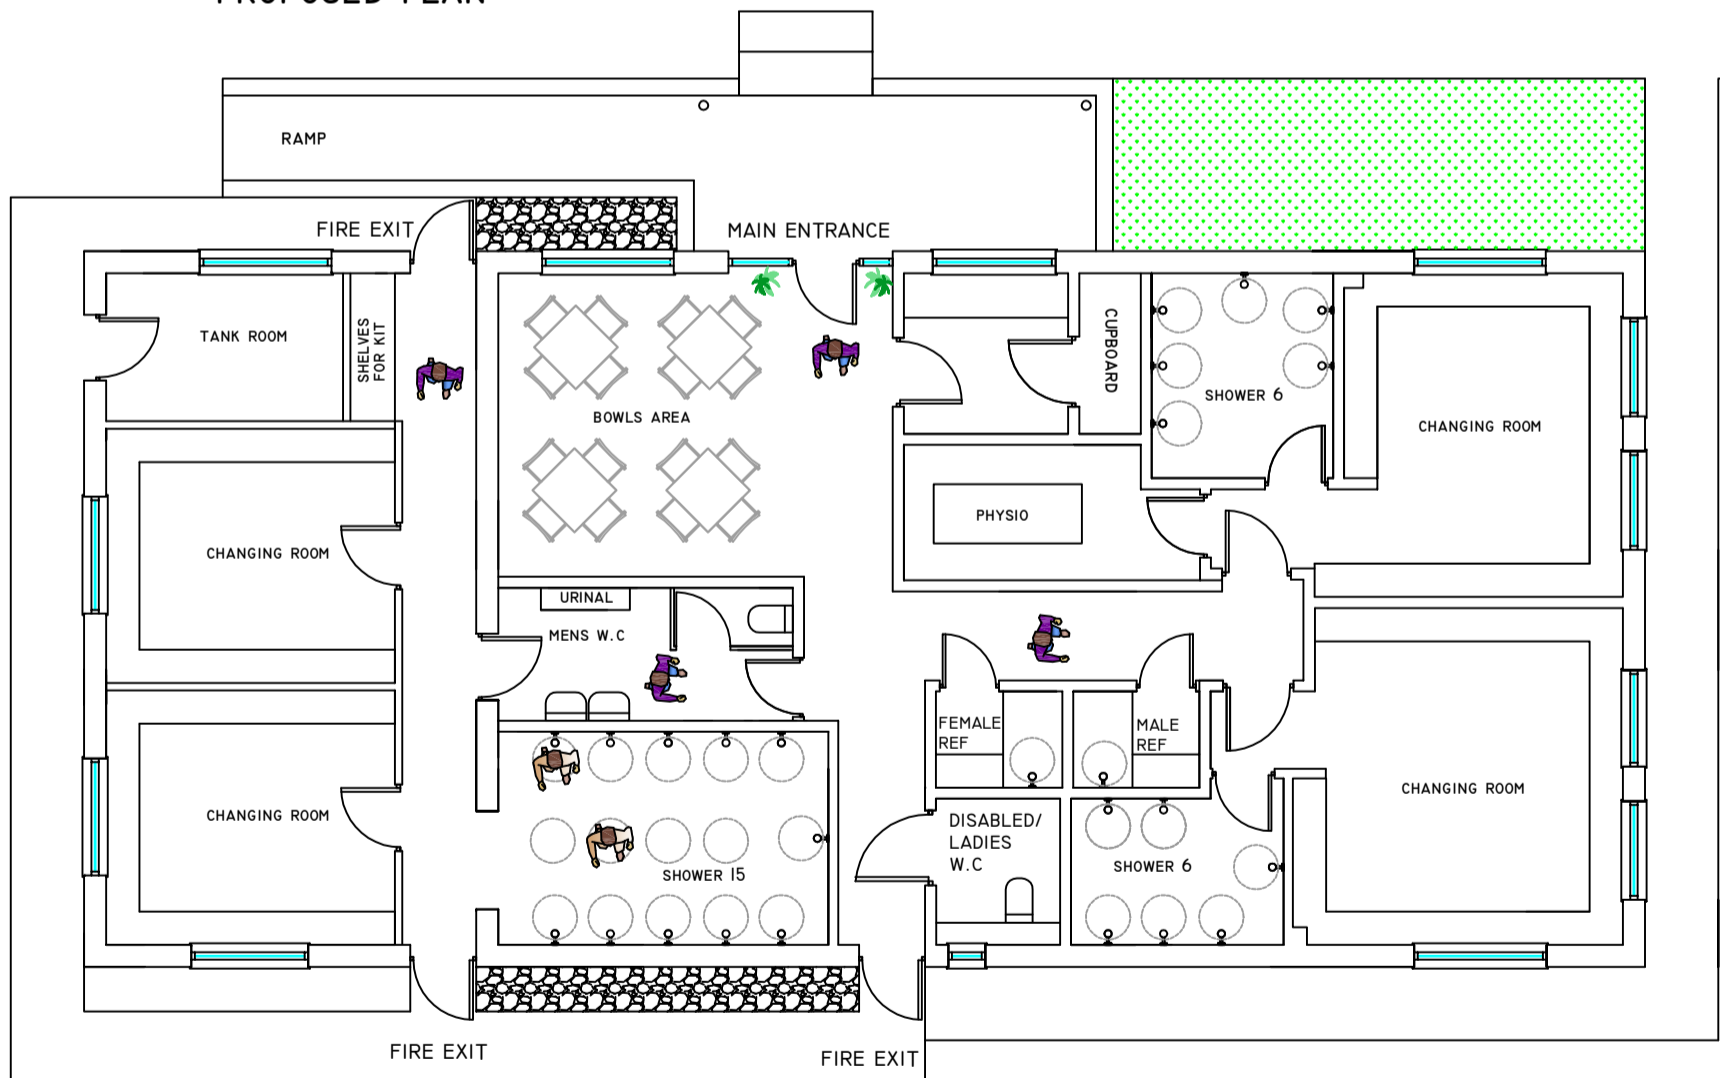 PROPOSED PLAN
RAMP
FIRE EXIT
MAIN ENTRANCE
TANK ROOM
SHELVES
FOR KIT
CUPBOARD
SHOWER 6
BOWLS AREA
CHANGING ROOM
PHYSIO
CHANGING ROOM
URINAL
MENS W.C
FEMALE
REF
MALE
REF
CHANGING ROOM
CHANGING ROOM
DISABLED/
LADIES
W.C
SHOWER 15
SHOWER 6
FIRE EXIT
FIRE EXIT